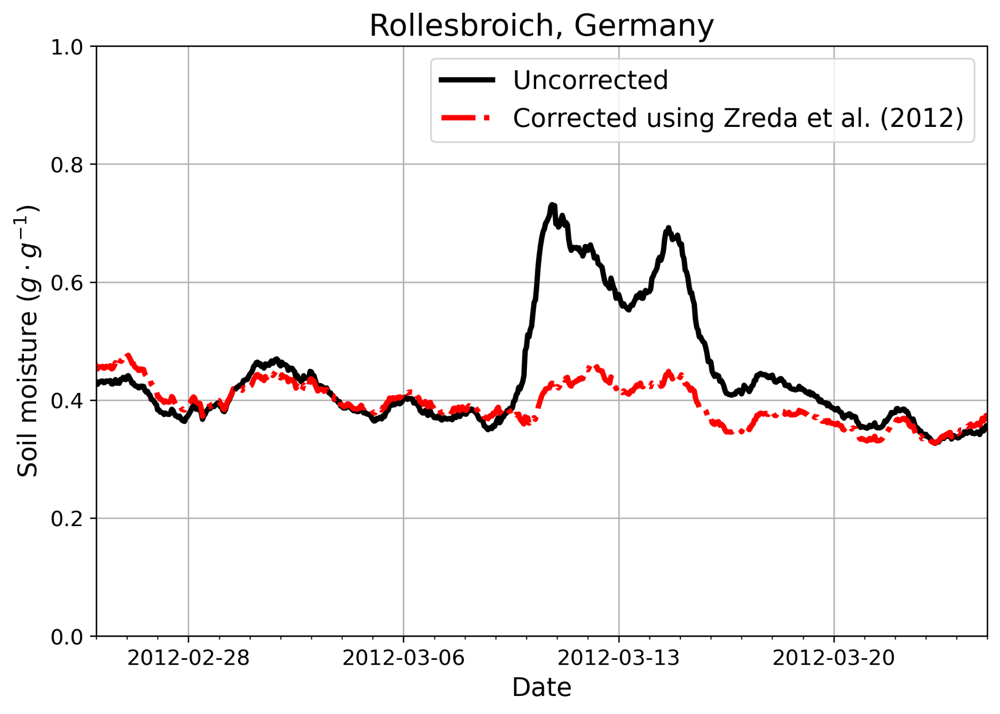 Rollesbroich, Germany
Uncorrected
Corrected using Zreda et al. (2012)
1.0
0.8
0.6
0.4
0.2
0.0
Soil moisture (g · g⁻¹)
2012-02-28
2012-03-06
2012-03-13
2012-03-20
Date